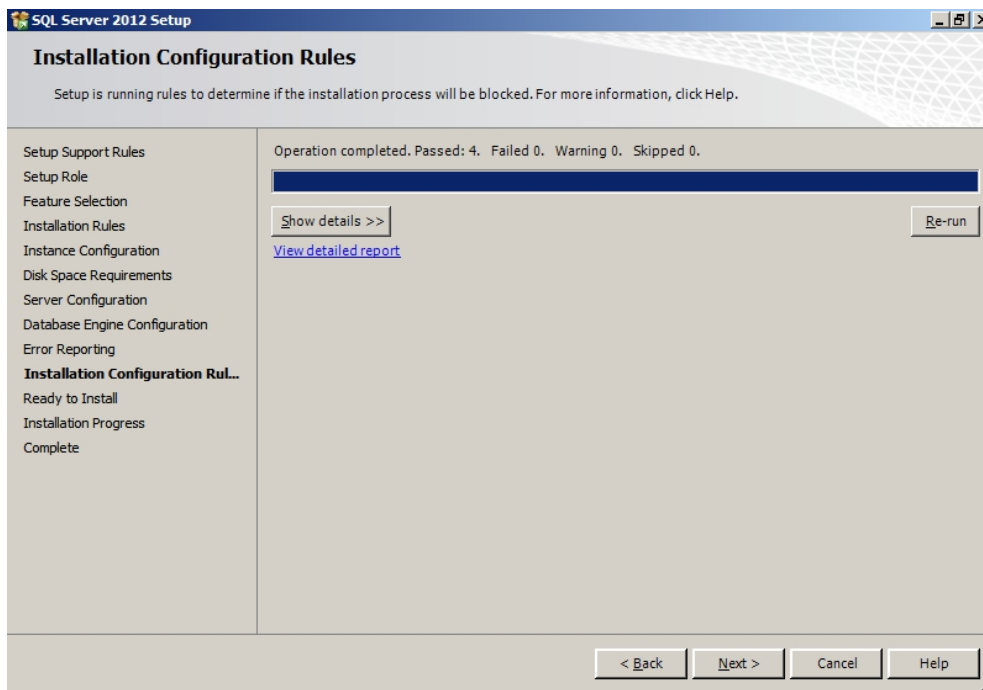 SQL Server 2012 Setup
Installation Configuration Rules
Setup is running rules to determine if the installation process will be blocked. For more information, click Help.
Setup Support Rules
Setup Role
Feature Selection
Installation Rules
Instance Configuration
Disk Space Requirements
Server Configuration
Database Engine Configuration
Error Reporting
Installation Configuration Rul...
Ready to Install
Installation Progress
Complete
Operation completed. Passed: 4. Failed 0. Warning 0. Skipped 0.
Show details >>
Re-run
View detailed report
< Back
Next >
Cancel
Help